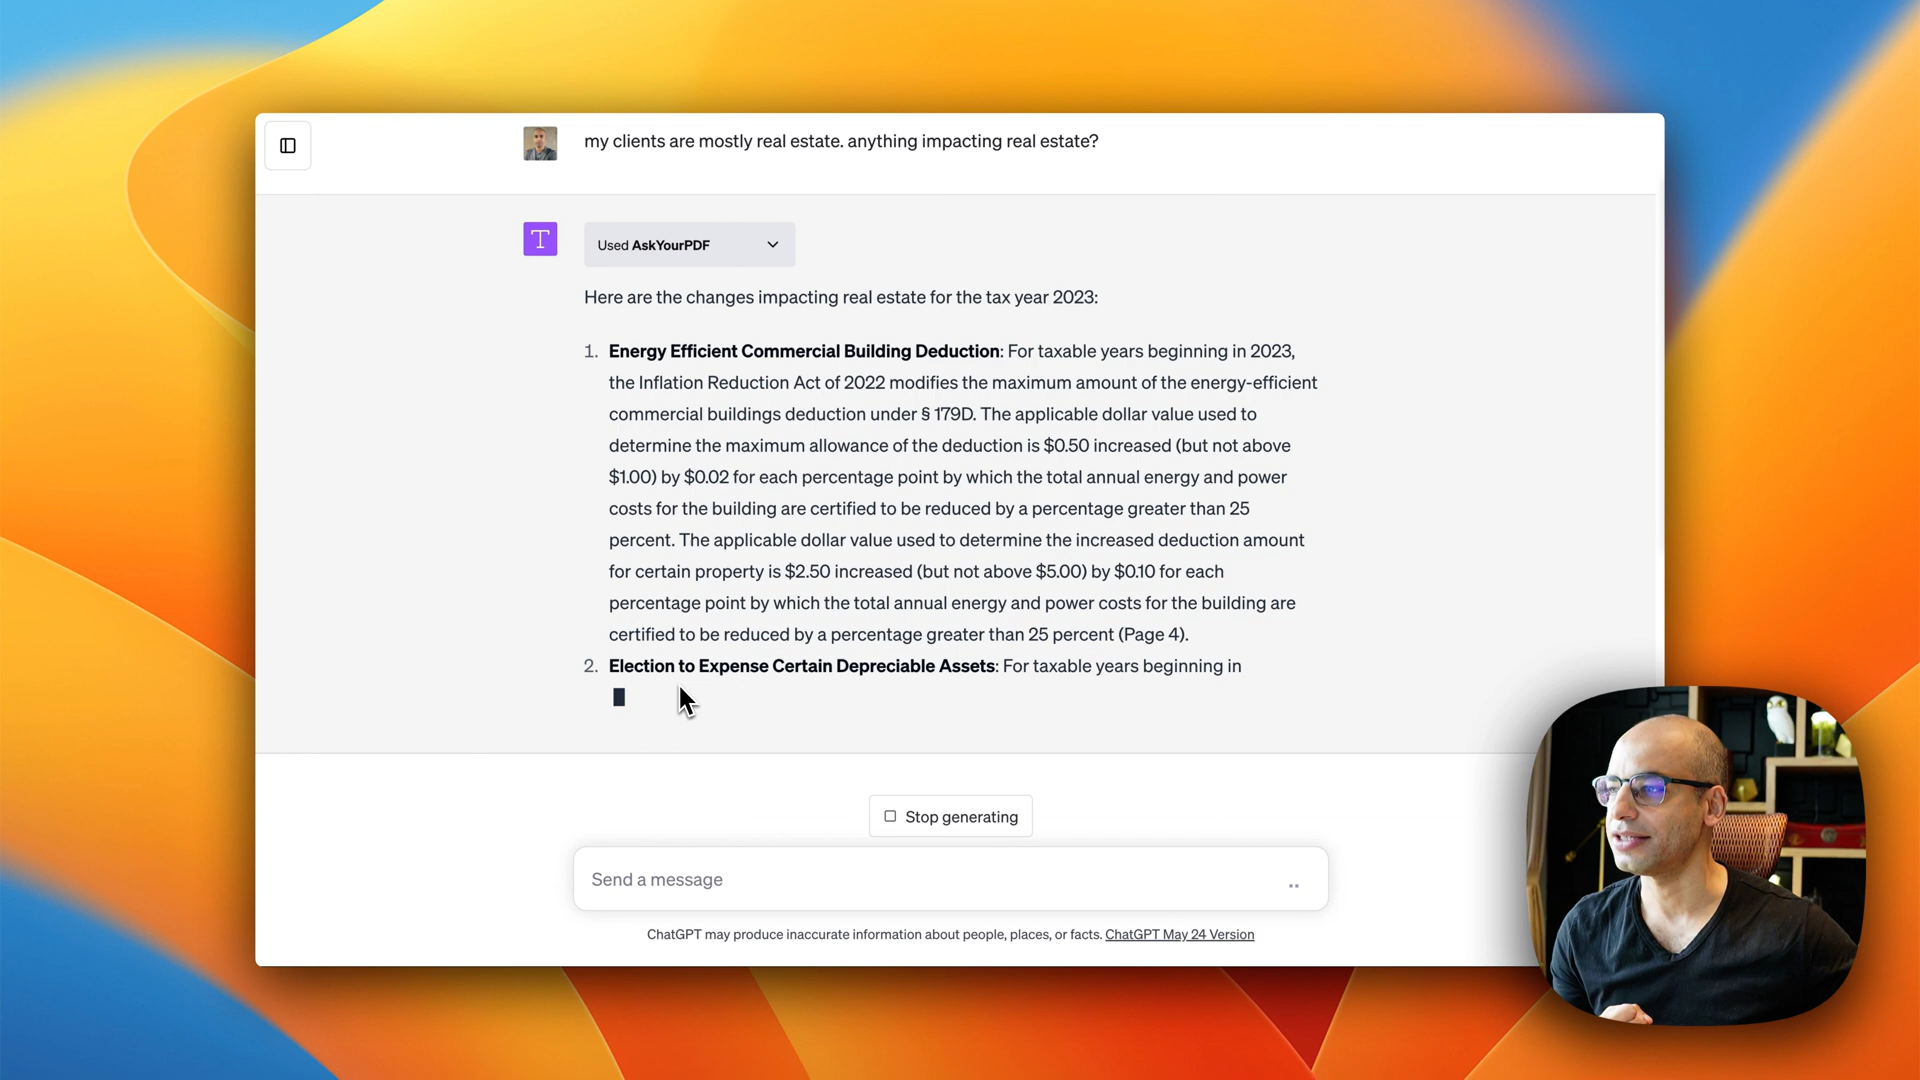 my clients are mostly real estate. anything impacting real estate?
T
Used AskYourPDF
Here are the changes impacting real estate for the tax year 2023:
1. Energy Efficient Commercial Building Deduction: For taxable years beginning in 2023,
the Inflation Reduction Act of 2022 modifies the maximum amount of the energy-efficient
commercial buildings deduction under § 179D. The applicable dollar value used to
determine the maximum allowance of the deduction is $0.50 increased (but not above
$1.00) by $0.02 for each percentage point by which the total annual energy and power
costs for the building are certified to be reduced by a percentage greater than 25
percent. The applicable dollar value used to determine the increased deduction amount
for certain property is $2.50 increased (but not above $5.00) by $0.10 for each
percentage point by which the total annual energy and power costs for the building are
certified to be reduced by a percentage greater than 25 percent (Page 4).
2. Election to Expense Certain Depreciable Assets: For taxable years beginning in
Stop generating
Send a message
ChatGPT may produce inaccurate information about people, places, or facts. ChatGPT May 24 Version